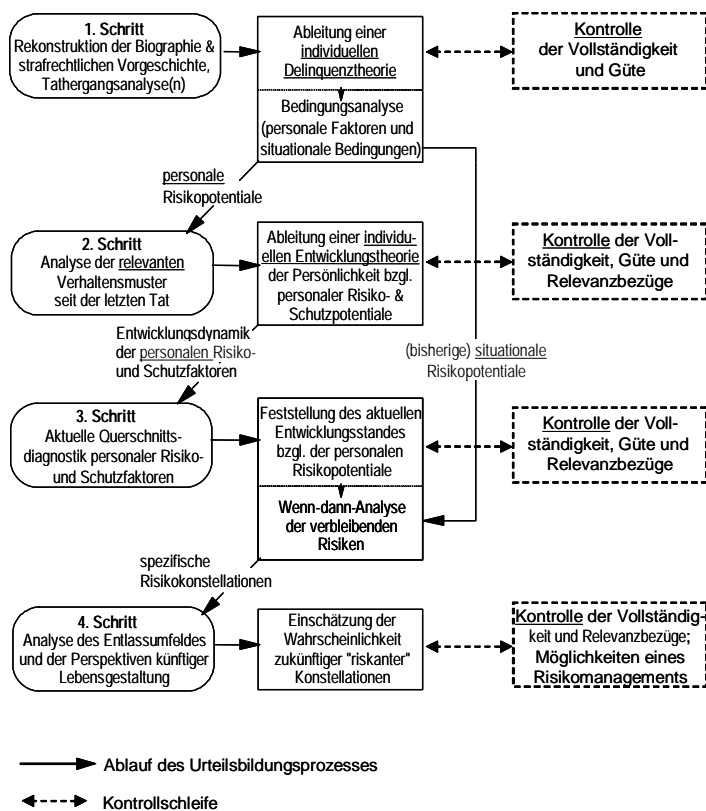 1. Schritt
Rekonstruktion der Biographie &
strafrechtlichen Vorgeschichte,
Tathergangsanalyse(n)
Ableitung einer
individuellen
Delinquenztheorie
Bedingungsanalyse
(personale Faktoren und
situationale Bedingungen)
Kontrolle
der Vollständigkeit
und Güte
personale
Risikopotentiale
2. Schritt
Analyse der relevanten
Verhaltensmuster
seit der letzten Tat
Ableitung einer individu-
ellen Entwicklungstheorie
der Persönlichkeit bzgl.
personaler Risiko- &
Schutzpotentiale
Kontrolle der Voll-
ständigkeit, Güte und
Relevanzbezüge
Entwicklungsdynamik
der personalen Risiko-
und Schutzfaktoren
(bisherige) situationale
Risikopotentiale
3. Schritt
Aktuelle Querschnitts-
diagnostik personaler Risiko-
und Schutzfaktoren
Feststellung des aktuellen
Entwicklungsstandes
bzgl. der personalen
Risikopotentiale
Wenn-dann-Analyse
der verbleibenden
Risiken
Kontrolle der Voll-
ständigkeit, Güte und
Relevanzbezüge
spezifische
Risikokonstellationen
4. Schritt
Analyse des Entlassumfeldes
und der Perspektiven künftiger
Lebensgestaltung
Einschätzung der
Wahrscheinlichkeit
zukünftiger "riskanter"
Konstellationen
Kontrolle der Vollständig-
keit und Relevanzbezüge;
Möglichkeiten eines
Risikomanagements
Ablauf des Urteilsbildungsprozesses
Kontrollschleife